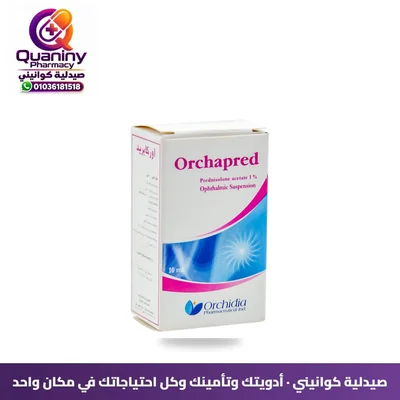 Quaniny
Pharmacy
صيدلية كوانيني
01036181518
اوركابريد
Orchapred
Prednisolone acetate 1%
Ophthalmic Suspension
10 ml
Orchidia
Pharmaceutical Ind.
صيدلية كوانيني - أدويتك وتأمينك وكل احتياجاتك في مكان واحد